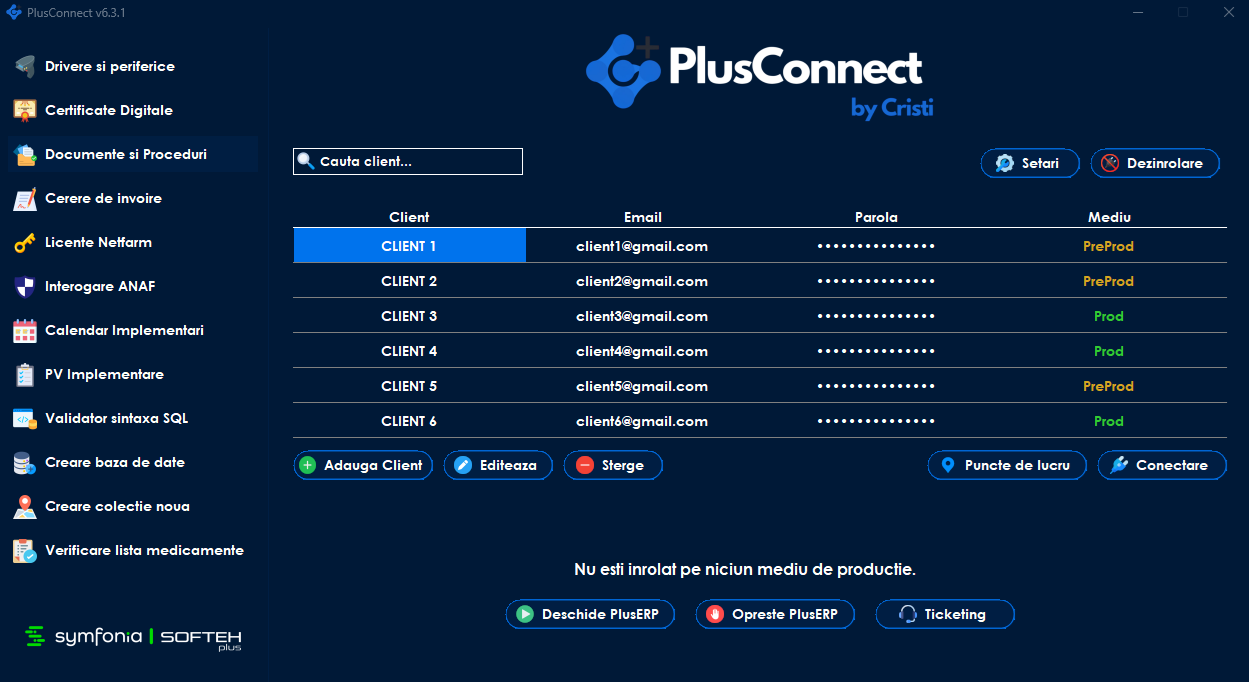 PlusConnect v6.3.1
Drivere si periferice
Certificate Digitale
Documente si Proceduri
Cerere de invoire
Licente Netfarm
Interogare ANAF
Calendar Implementari
PV Implementare
Validator sintaxa SQL
Creare baza de date
Creare colectie noua
Verificare lista medicamente
symfonia | SOFTEH plus
PlusConnect
by Cristi
Cauta client...
Setari
Dezinrolare
Client Email Parola Mediu
CLIENT 1 client1@gmail.com •••••••••••••• PreProd
CLIENT 2 client2@gmail.com •••••••••••••• PreProd
CLIENT 3 client3@gmail.com •••••••••••••• Prod
CLIENT 4 client4@gmail.com •••••••••••••• Prod
CLIENT 5 client5@gmail.com •••••••••••••• PreProd
CLIENT 6 client6@gmail.com •••••••••••••• Prod
Adauga Client
Editeaza
Sterge
Puncte de lucru
Conectare
Nu esti inrolat pe niciun mediu de productie.
Deschide PlusERP
Opreste PlusERP
Ticketing